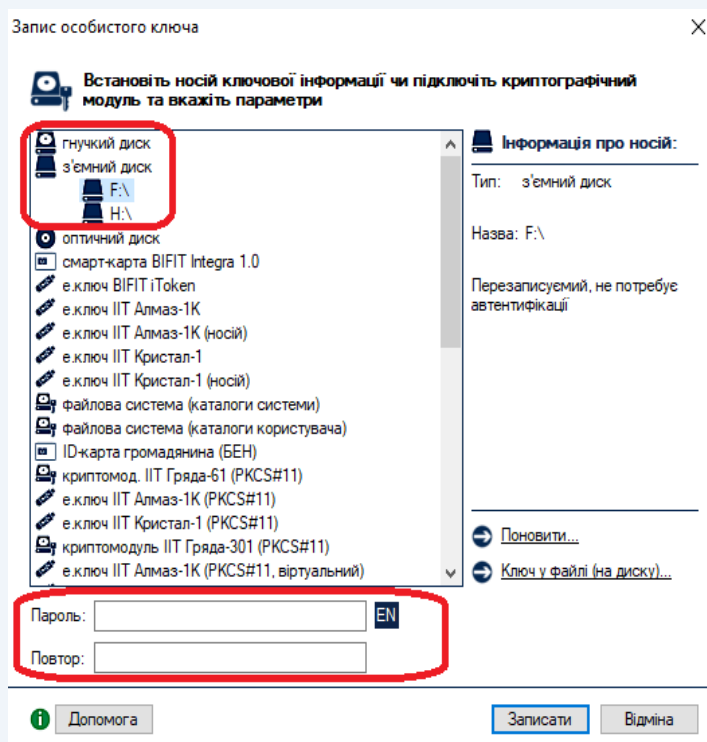 Запис особистого ключа
Встановіть носій ключової інформації чи підключіть криптографічний
модуль та вкажіть параметри
гнучкий диск
з'ємний диск
F:\
H:\
оптичний диск
смарт-карта BIFIT Integra 1.0
е.ключ BIFIT iToken
е.ключ ІІТ Алмаз-1К
е.ключ ІІТ Алмаз-1К (носій)
е.ключ ІІТ Кристал-1
е.ключ ІІТ Кристал-1 (носій)
файлова система (каталоги системи)
файлова система (каталоги користувача)
ID-карта громадянина (БЕН)
криптомод. ІІТ Гряда-61 (PKCS#11)
е.ключ ІІТ Алмаз-1К (PKCS#11)
е.ключ ІІТ Кристал-1 (PKCS#11)
криптомодуль ІІТ Гряда-301 (PKCS#11)
е.ключ ІІТ Алмаз-1К (PKCS#11, віртуальний)
Інформація про носій:
Тип: з'ємний диск
Назва: F:\
Перезаписуемий, не потребує
автентифікації
Поновити...
Ключ у файлі (на диску)...
Пароль:
EN
Повтор:
Допомога
Записати
Відміна